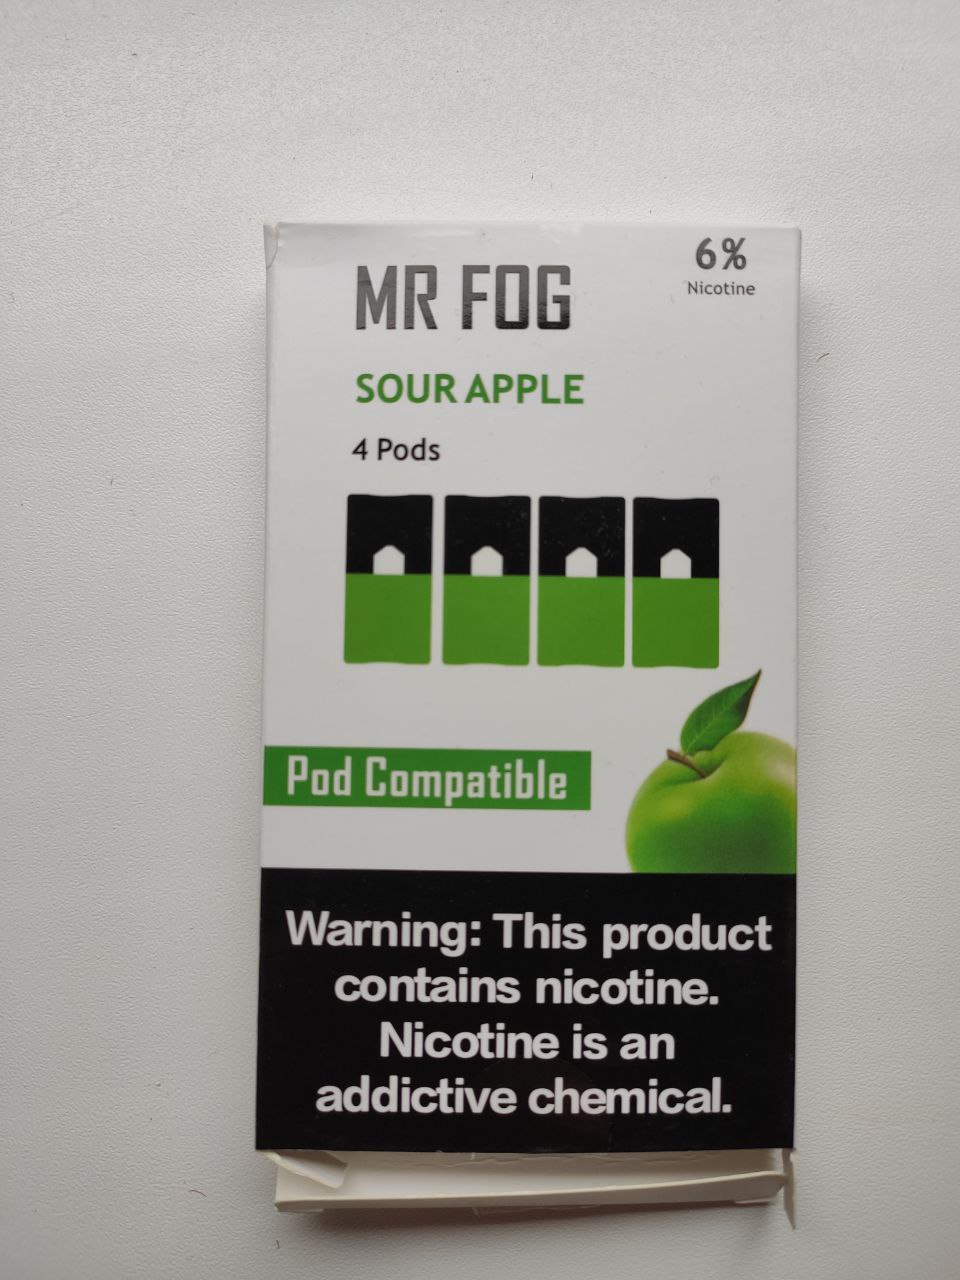 6%
Nicotine
MR FOG
SOUR APPLE
4 Pods
Pod Compatible
Warning: This product
contains nicotine.
Nicotine is an
addictive chemical.